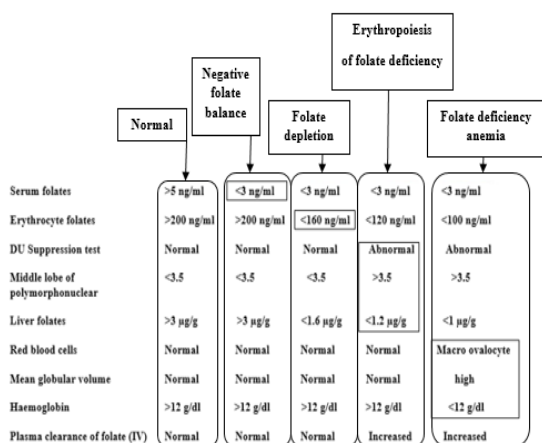 Erythropoiesis
of folate deficiency
Negative
folate
balance
Normal
Folate
depletion
Folate deficiency
anemia
Serum folates >5 ng/ml <3 ng/ml <3 ng/ml <3 ng/ml <3 ng/ml
Erythrocyte folates >200 ng/ml >200 ng/ml <160 ng/ml <120 ng/ml <100 ng/ml
DU Suppression test Normal Normal Normal Abnormal Abnormal
Middle lobe of <3.5 <3.5 <3.5 >3.5 >3.5
polymorphonuclear
Liver folates >3 µg/g >3 µg/g <1.6 µg/g <1.2 µg/g <1 µg/g
Red blood cells Normal Normal Normal Normal Macro ovalocyte
Mean globular volume Normal Normal Normal Normal high
Haemoglobin >12 g/dl >12 g/dl >12 g/dl >12 g/dl <12 g/dl
Plasma clearance of folate (IV) Normal Normal Normal Increased Increased